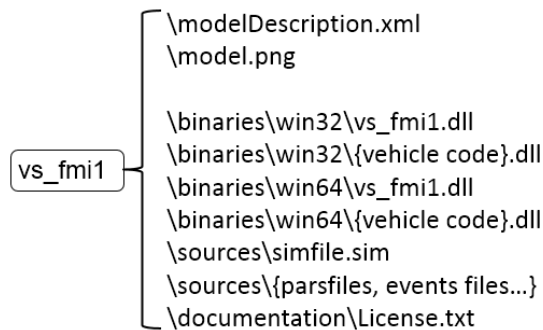 \modelDescription.xml
\model.png
\binaries\win32\vs_fmi1.dll
\binaries\win32\{vehicle code}.dll
vs_fmi1
\binaries\win64\vs_fmi1.dll
\binaries\win64\{vehicle code}.dll
\sources\simfile.sim
\sources\{parsfiles, events files…}
\documentation\License.txt